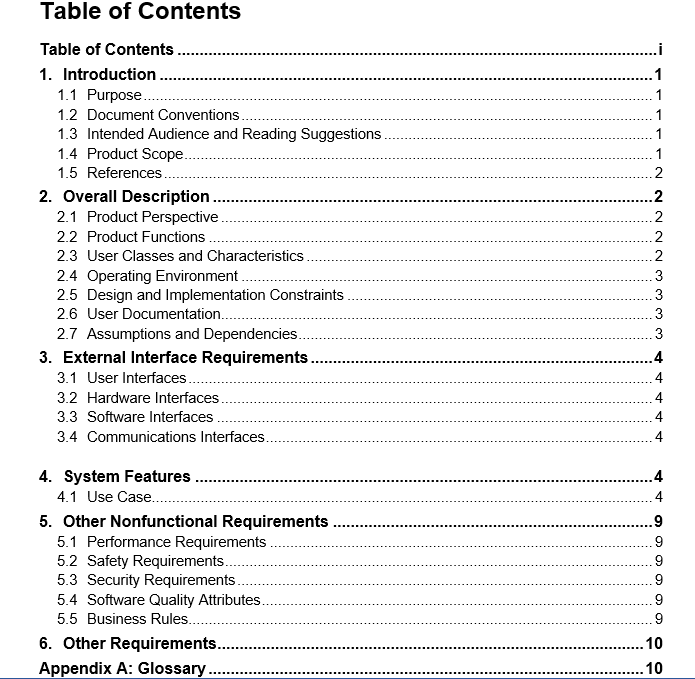 Table of Contents
Table of Contents ........................................................................................................... i
1. Introduction ............................................................................................................... 1
1.1 Purpose ................................................................................................................... 1
1.2 Document Conventions ................................................................................................................... 1
1.3 Intended Audience and Reading Suggestions ................................................................................ 1
1.4 Product Scope ................................................................................................................... 1
1.5 References ................................................................................................................... 2
2. Overall Description ................................................................................................... 2
2.1 Product Perspective ................................................................................................................... 2
2.2 Product Functions ................................................................................................................... 2
2.3 User Classes and Characteristics ................................................................................................ 2
2.4 Operating Environment ................................................................................................................... 3
2.5 Design and Implementation Constraints ........................................................................................ 3
2.6 User Documentation ................................................................................................................... 3
2.7 Assumptions and Dependencies ................................................................................................ 3
3. External Interface Requirements ............................................................................ 4
3.1 User Interfaces ................................................................................................................... 4
3.2 Hardware Interfaces ................................................................................................................... 4
3.3 Software Interfaces ................................................................................................................... 4
3.4 Communications Interfaces ................................................................................................ 4
4. System Features ................................................................................................... 4
4.1 Use Case ................................................................................................................... 4
5. Other Nonfunctional Requirements ........................................................................ 9
5.1 Performance Requirements ................................................................................................ 9
5.2 Safety Requirements ................................................................................................................... 9
5.3 Security Requirements ................................................................................................................... 9
5.4 Software Quality Attributes ................................................................................................ 9
5.5 Business Rules ................................................................................................................... 9
6. Other Requirements ................................................................................................ 10
Appendix A: Glossary ................................................................................................ 10